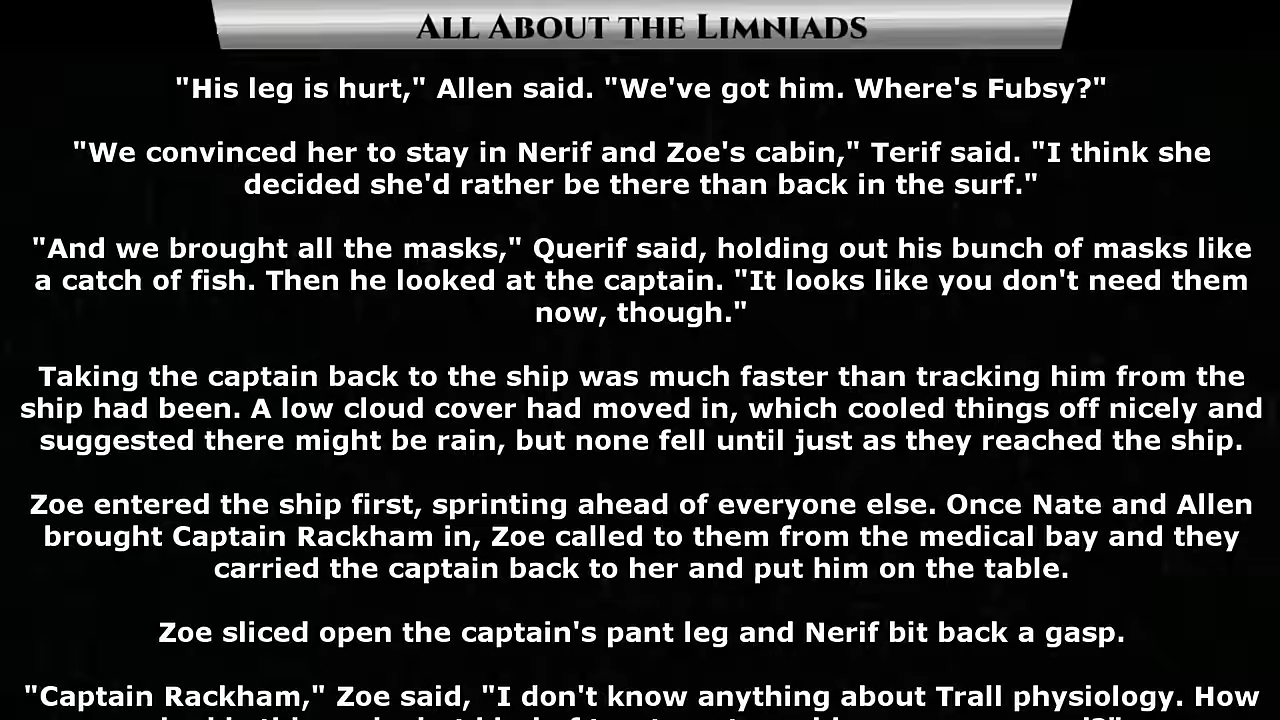 All About the Limniads
"His leg is hurt," Allen said. "We've got him. Where's Fubsy?"
"We convinced her to stay in Nerif and Zoe's cabin," Terif said. "I think she
decided she'd rather be there than back in the surf."
"And we brought all the masks," Querif said, holding out his bunch of masks like
a catch of fish. Then he looked at the captain. "It looks like you don't need them
now, though."
Taking the captain back to the ship was much faster than tracking him from the
ship had been. A low cloud cover had moved in, which cooled things off nicely and
suggested there might be rain, but none fell until just as they reached the ship.
Zoe entered the ship first, sprinting ahead of everyone else. Once Nate and Allen
brought Captain Rackham in, Zoe called to them from the medical bay and they
carried the captain back to her and put him on the table.
Zoe sliced open the captain's pant leg and Nerif bit back a gasp.
"Captain Rackham," Zoe said, "I don't know anything about Trall physiology. How